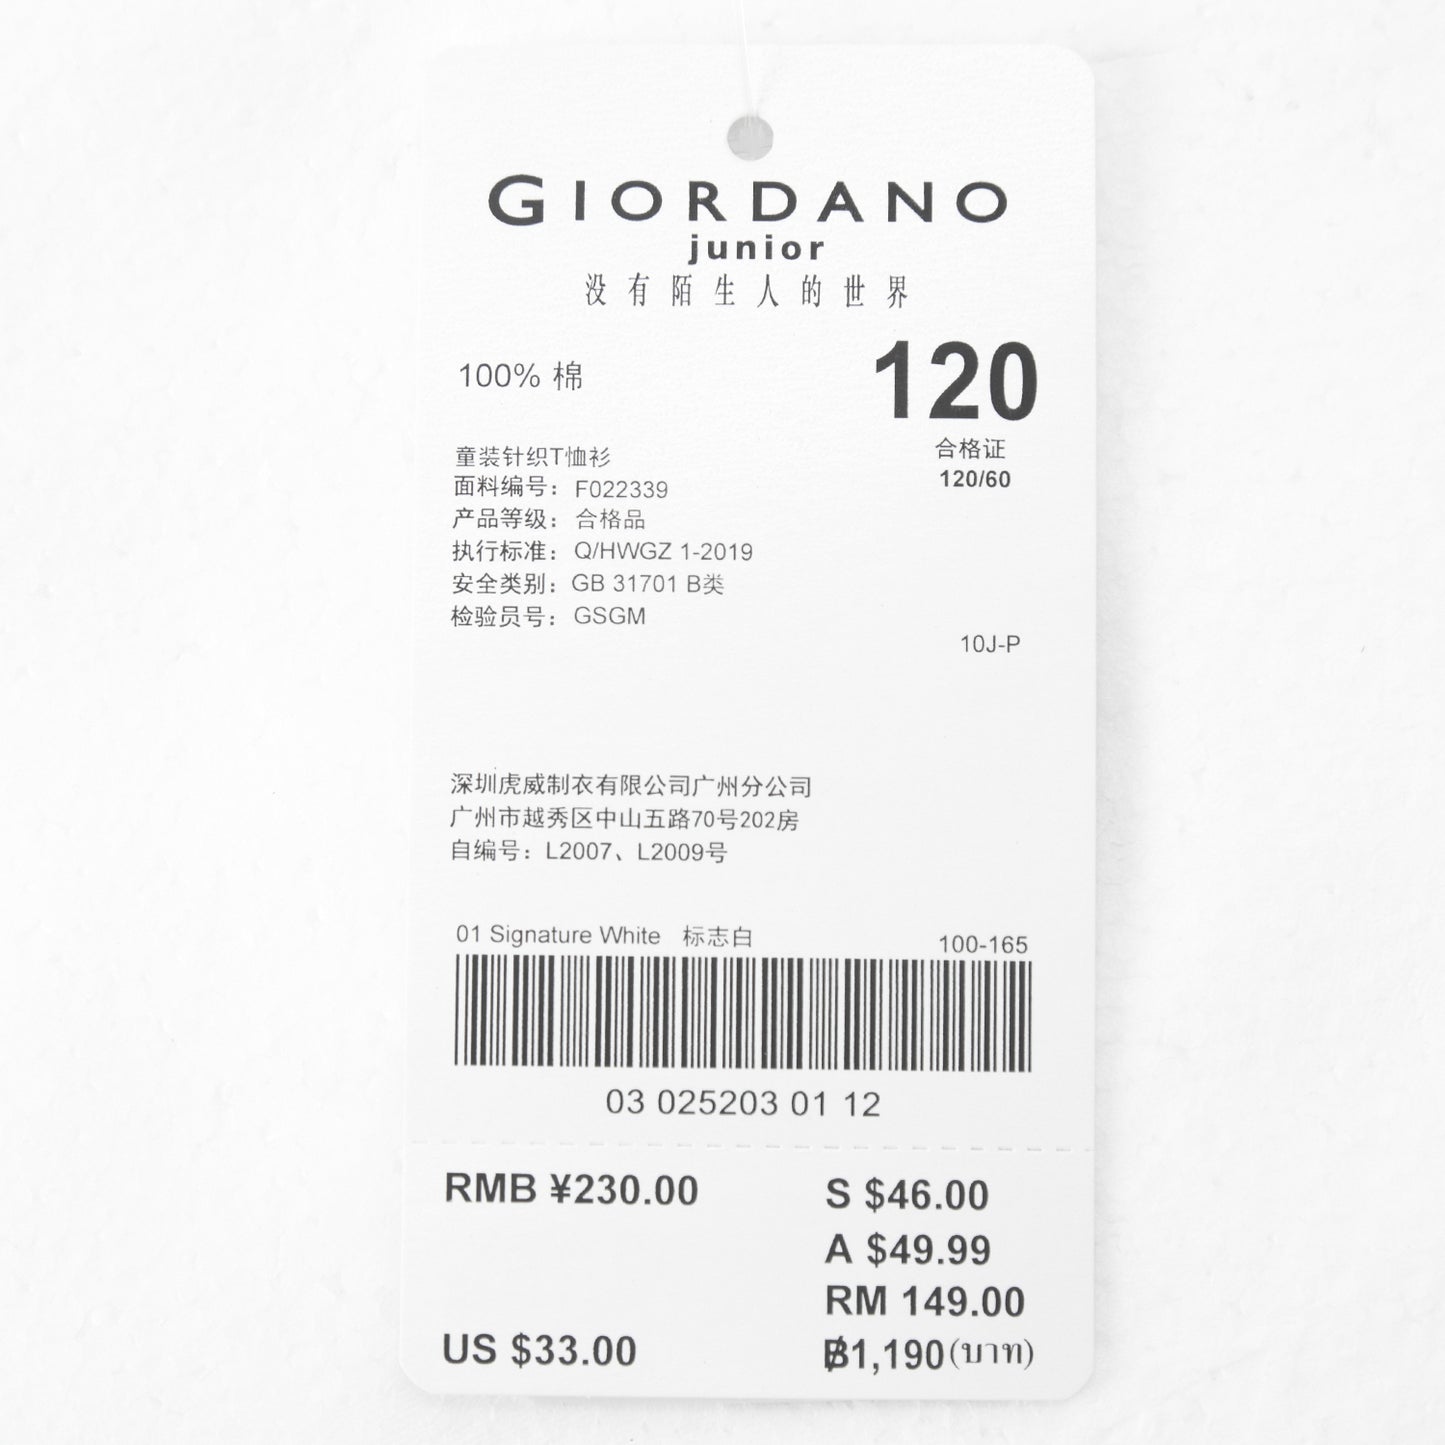 GIORDANO
junior
没有陌生人的世界
100% 棉
120
合格证
120/60
童装针织T恤衫
面料编号: F022339
产品等级: 合格品
执行标准: Q/HWGZ 1-2019
安全类别: GB 31701 B类
检验员号: GSGM
10J-P
深圳虎威制衣有限公司广州分公司
广州市越秀区中山五路70号202房
自编号: L2007、L2009号
01 Signature White 标志白
100-165
03 025203 01 12
RMB ¥230.00
S $46.00
A $49.99
RM 149.00
US $33.00
฿1,190(บาท)